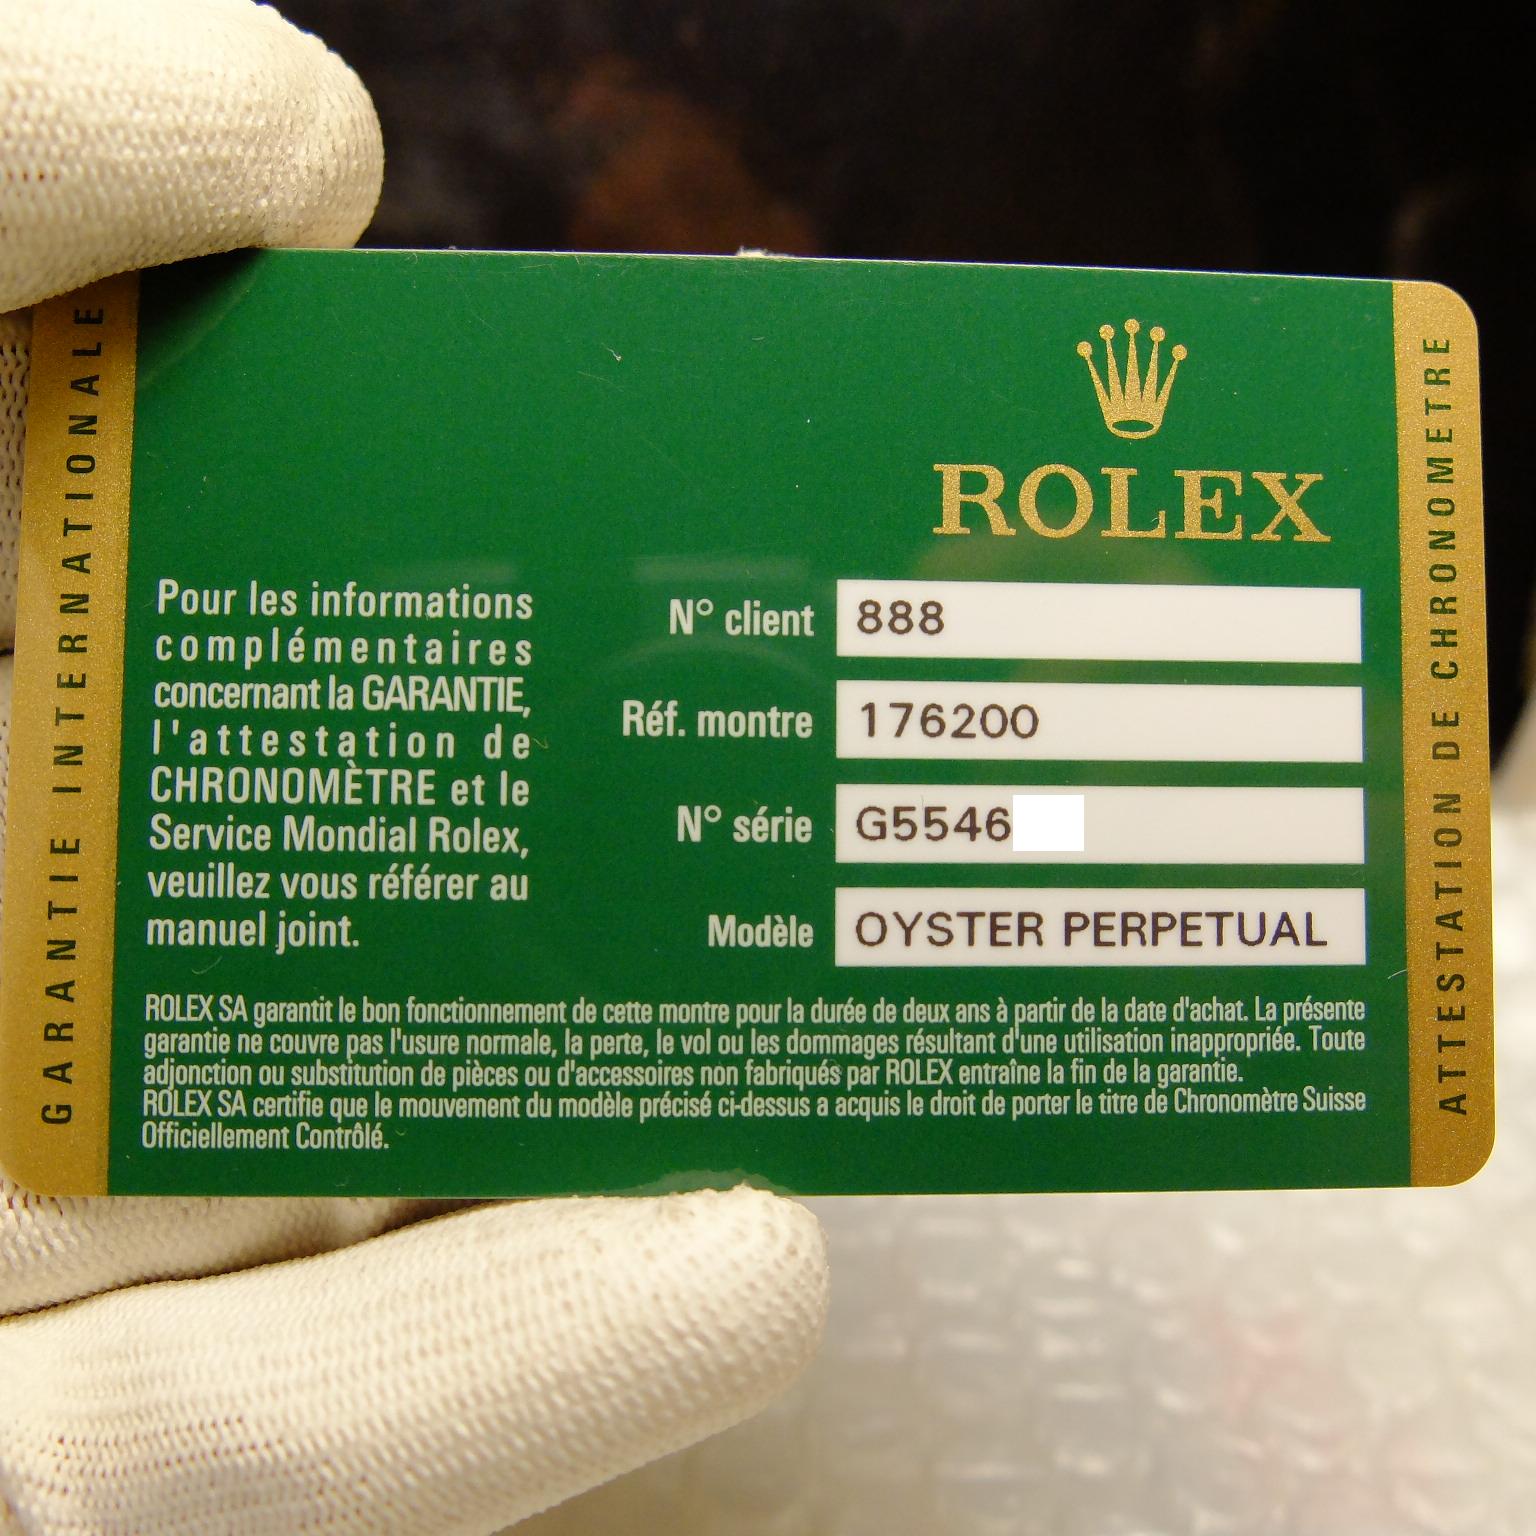 GARANTIE INTERNATIONALE
ROLEX
Pour les informations
complémentaires
concernant la GARANTIE,
l'attestation de
CHRONOMÈTRE et le
Service Mondial Rolex,
veuillez vous référer au
manuel joint.
N° client 888
Réf. montre 176200
N° série G5546
Modèle OYSTER PERPETUAL
ROLEX SA garantit le bon fonctionnement de cette montre pour la durée de deux ans à partir de la date d'achat. La présente
garantie ne couvre pas l'usure normale, la perte, le vol ou les dommages résultant d'une utilisation inappropriée. Toute
adjonction ou substitution de pièces ou d'accessoires non fabriqués par ROLEX entraîne la fin de la garantie.
ROLEX SA certifie que le mouvement du modèle précisé ci-dessus a acquis le droit de porter le titre de Chronomètre Suisse
Officiellement Contrôlé.
ATTESTATION DE CHRONOMETRE